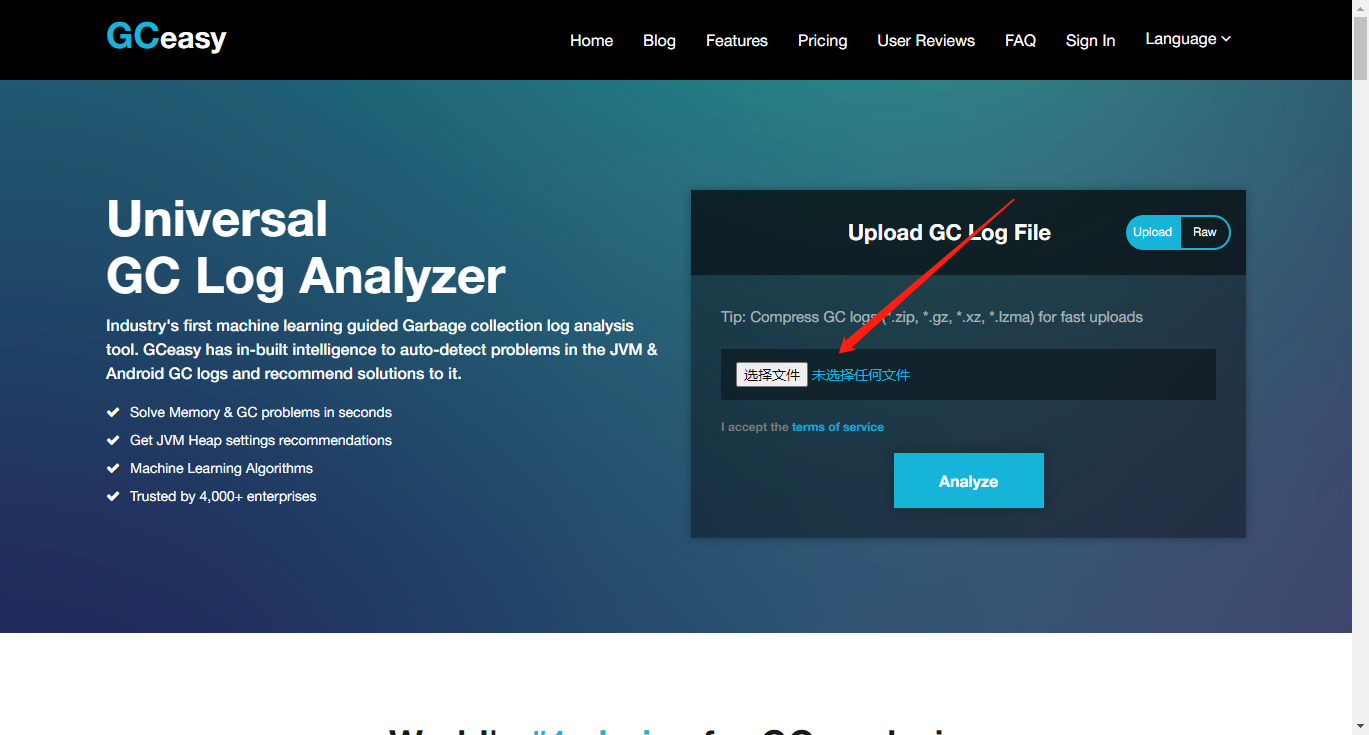 GCeasy
Home Blog Features Pricing User Reviews FAQ Sign In Language
Universal
GC Log Analyzer
Industry's first machine learning guided Garbage collection log analysis
tool. GCeasy has in-built intelligence to auto-detect problems in the JVM &
Android GC logs and recommend solutions to it.
Solve Memory & GC problems in seconds
Get JVM Heap settings recommendations
Machine Learning Algorithms
Trusted by 4,000+ enterprises
Upload GC Log File
Upload Raw
Tip: Compress GC logs (*.zip, *.gz, *.xz, *.lzma) for fast uploads
选择文件 未选择任何文件
I accept the terms of service
Analyze